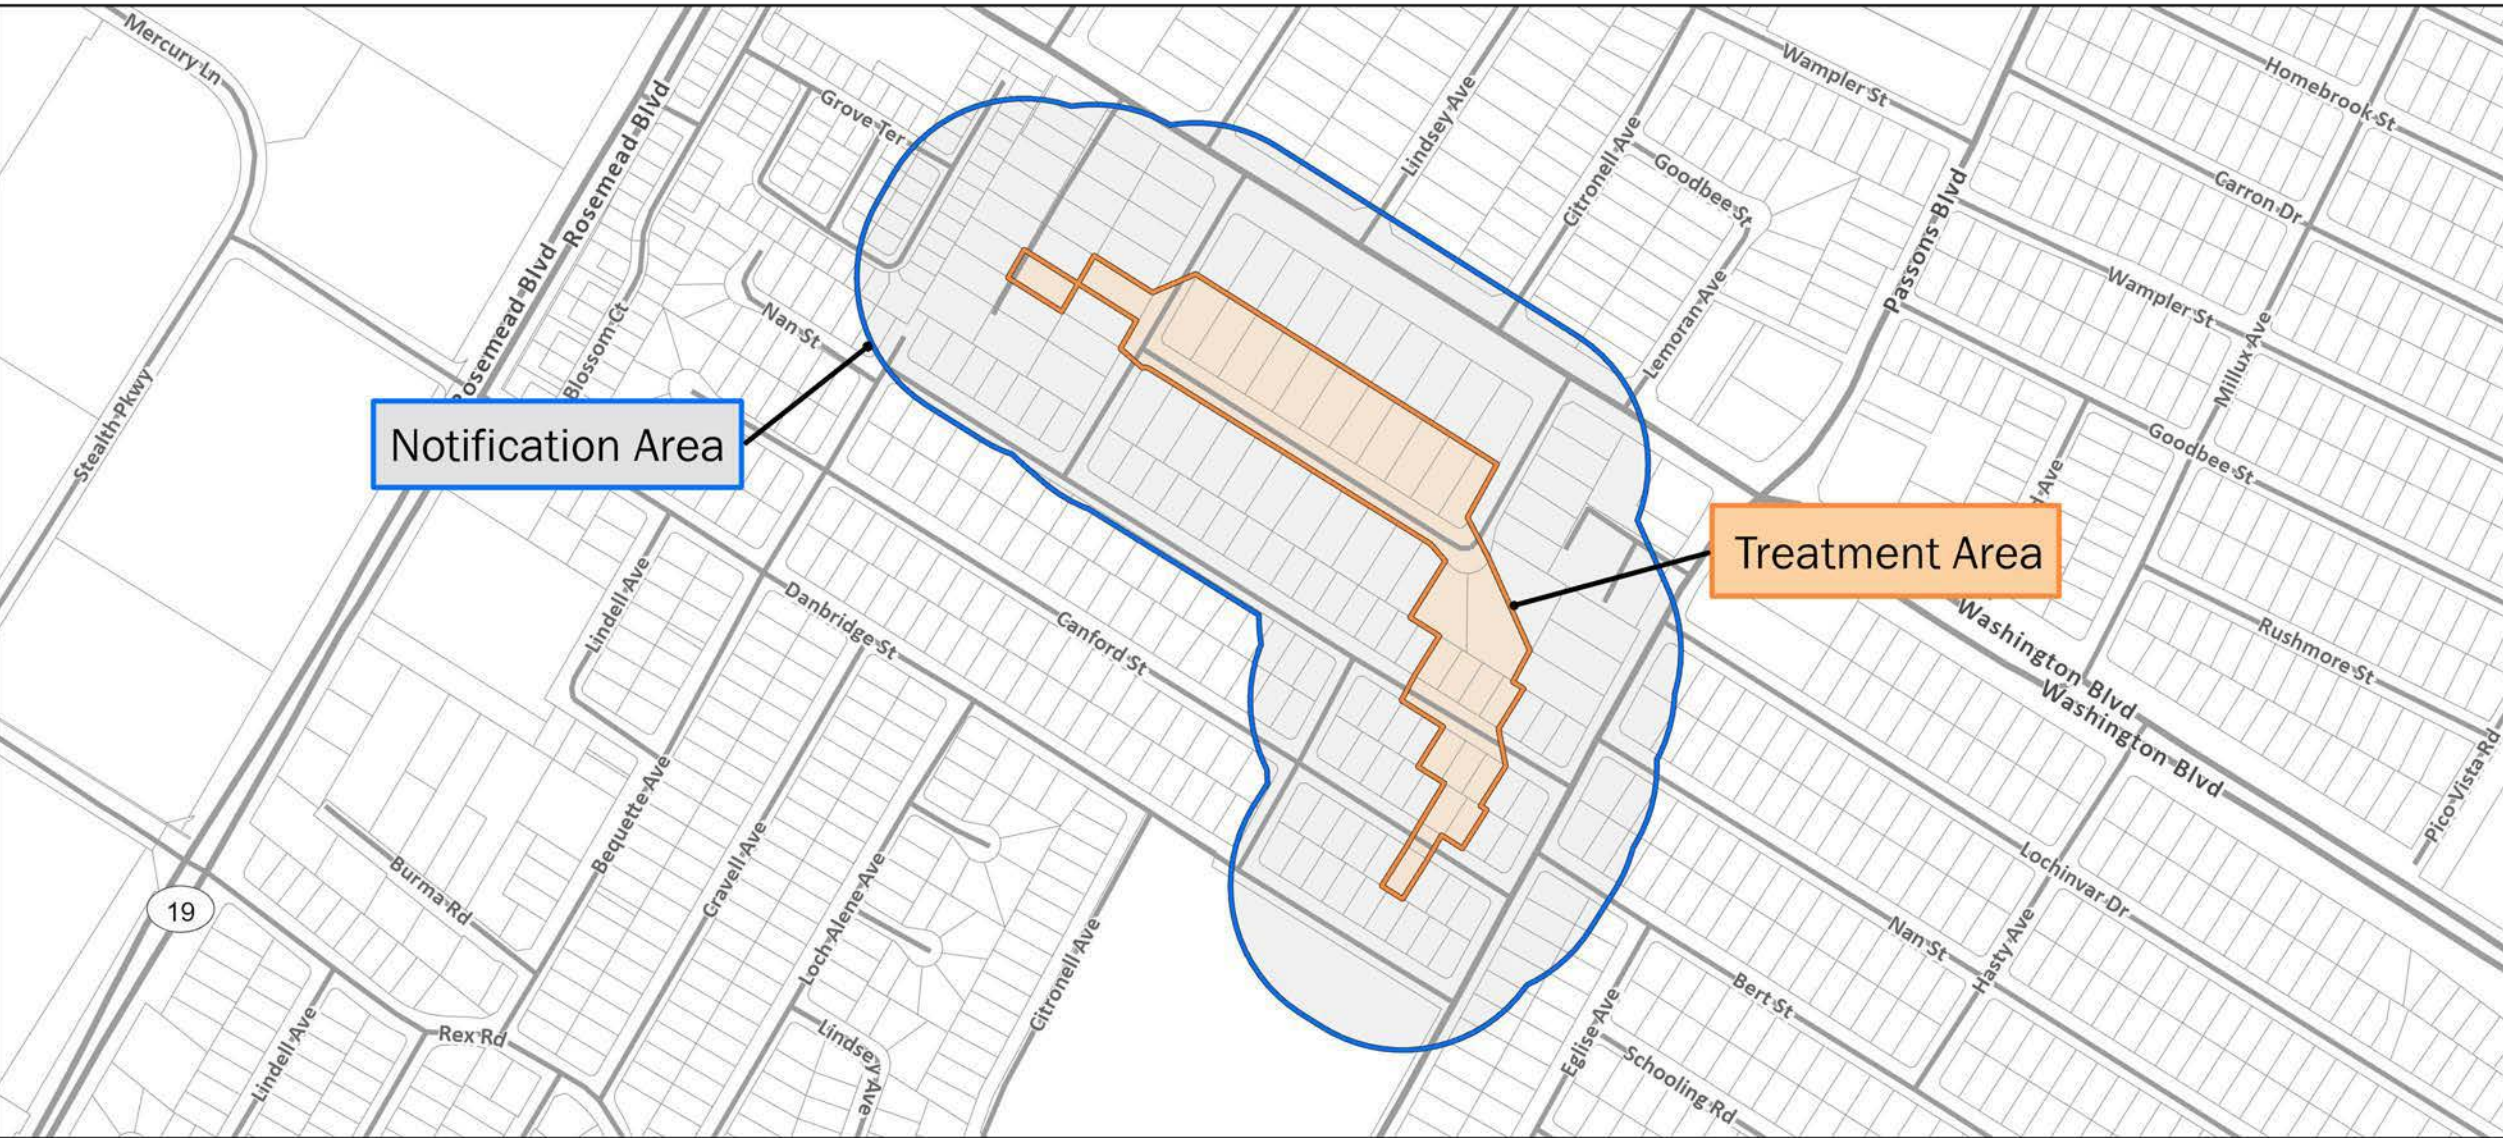 Mercury Ln
Rosemead Blvd
Rosemead Blvd
Grove Ter
Lindsey Ave
Citronell Ave
Wampler St
Goodbee St
Homebrook St
Carron Dr
Passons Blvd
Wampler St
Millux Ave
Lemoran Ave
Nan St
Blossom Ct
Stealth Pkwy
Notification Area
Goodbee St
Ave
Treatment Area
Washington Blvd
Washington Blvd
Rushmore St
Pico Vista Rd
Lindell Ave
Danbridge St
Canford St
Bequette Ave
Gravell Ave
Loch Alene Ave
Burma Rd
19
Citronell Ave
Lochinvar Dr
Nan St
Hasty Ave
Bert St
Eglise Ave
Schooling Rd
Rex Rd
Lindell Ave
Lindsey Ave